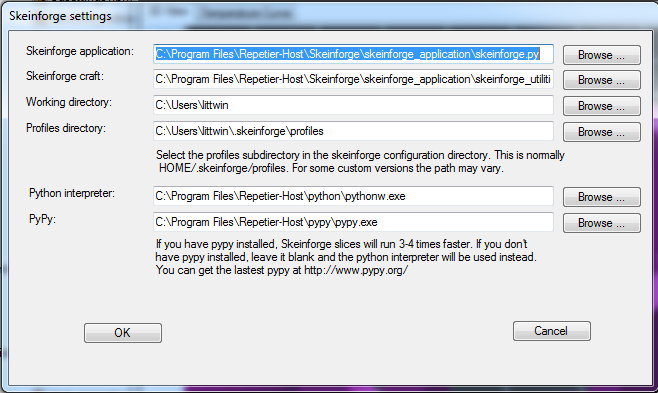 Skeinforge settings
Skeinforge application: C:\Program Files\Repetier-Host\Skeinforge\skeinforge_application\skeinforge.py Browse ...
Skeinforge craft: C:\Program Files\Repetier-Host\Skeinforge\skeinforge_application\skeinforge_utiliti Browse ...
Working directory: C:\Users\littwin Browse ...
Profiles directory: C:\Users\littwin\.skeinforge\profiles Browse ...
Select the profiles subdirectory in the skeinforge configuration directory. This is normally
HOME/.skeinforge/profiles. For some custom versions the path may vary.
Python interpreter: C:\Program Files\Repetier-Host\python\pythonw.exe Browse ...
PyPy: C:\Program Files\Repetier-Host\pypy\pypy.exe Browse ...
If you have pypy installed, Skeinforge slices will run 3-4 times faster. If you don't
have pypy installed, leave it blank and the python interpreter will be used instead.
You can get the lastest pypy at http://www.pypy.org/
OK Cancel